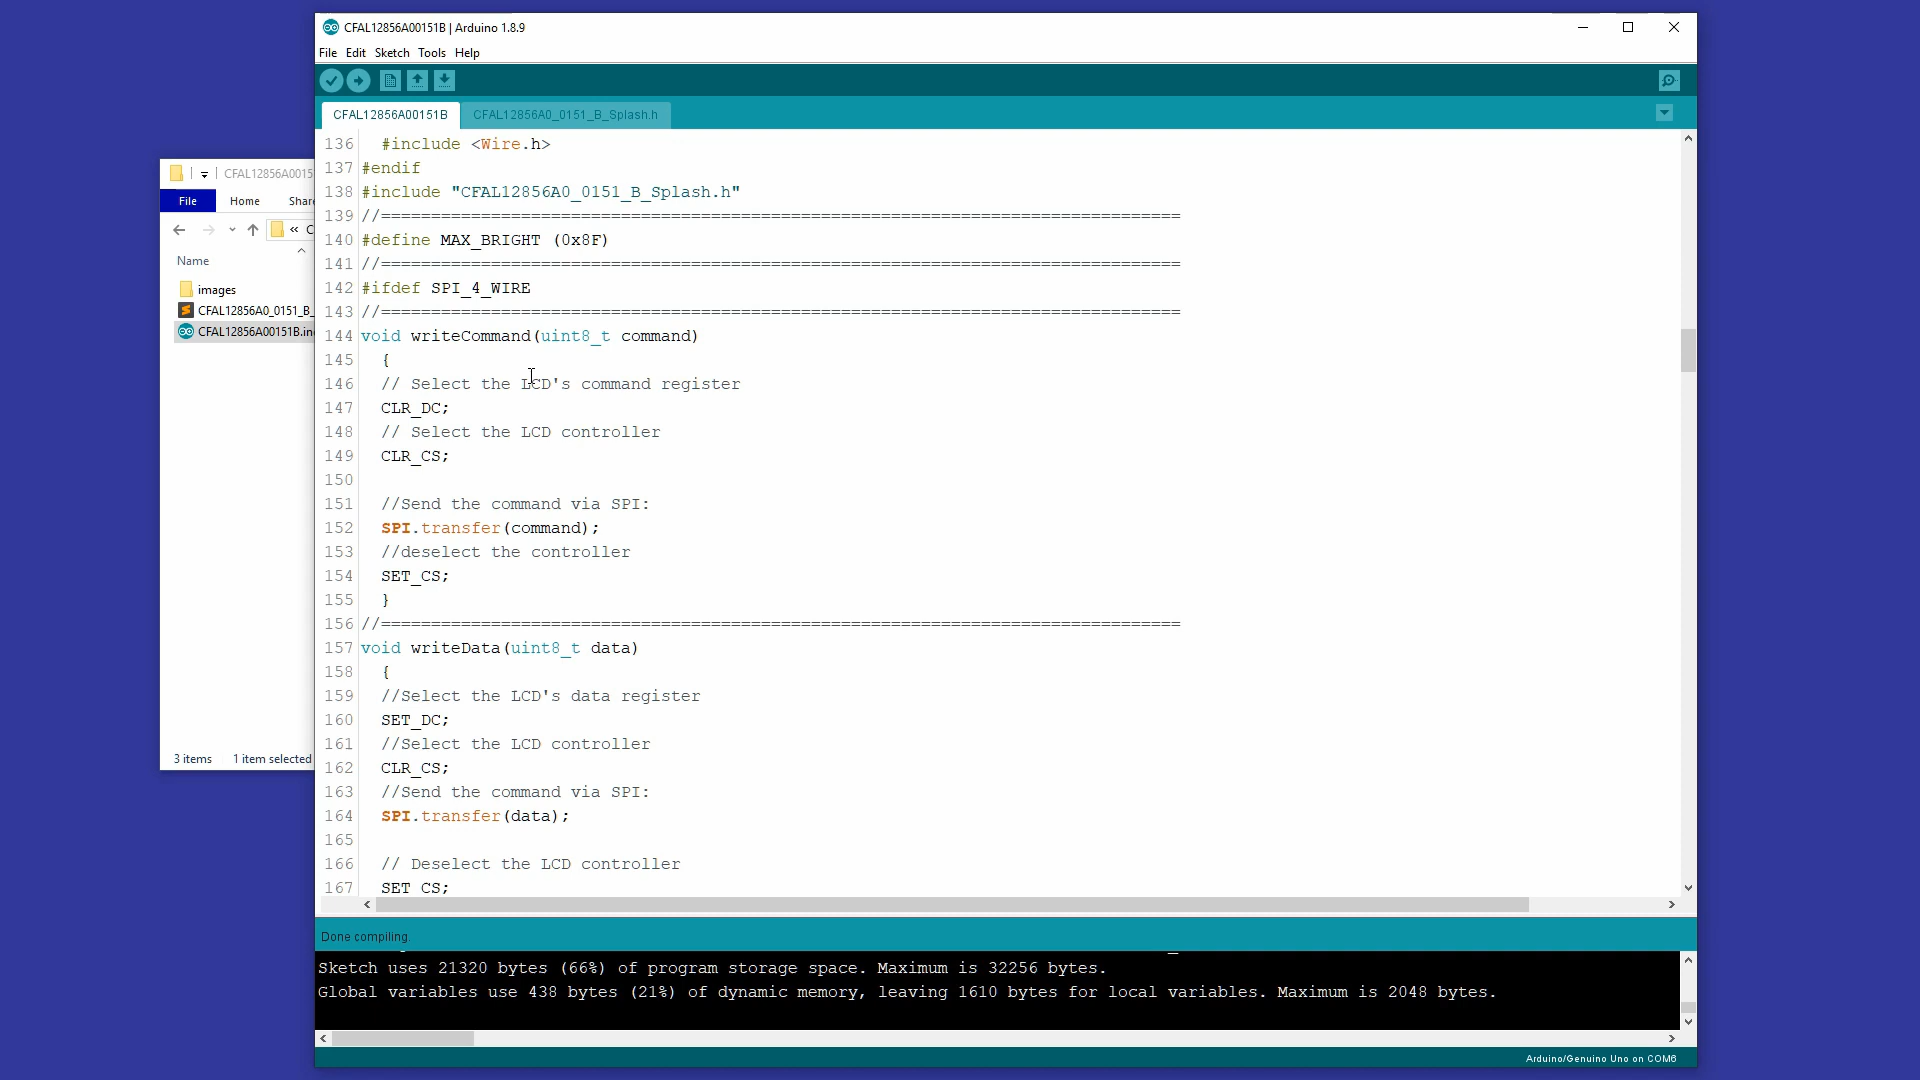 CFAL12856A00151B | Arduino 1.8.9
File Edit Sketch Tools Help
CFAL12856A00151B CFAL12856A0_0151_B_Splash.h
136 #include <Wire.h>
137 #endif
138 #include "CFAL12856A0_0151_B_Splash.h"
139 //================================================================================
140 #define MAX_BRIGHT (0x8F)
141 //================================================================================
142 #ifdef SPI_4_WIRE
143 //================================================================================
144 void writeCommand(uint8_t command)
145 {
146 // Select the LCD's command register
147 CLR_DC;
148 // Select the LCD controller
149 CLR_CS;
150
151 //Send the command via SPI:
152 SPI.transfer(command);
153 //deselect the controller
154 SET_CS;
155 }
156 //================================================================================
157 void writeData(uint8_t data)
158 {
159 //Select the LCD's data register
160 SET_DC;
161 //Select the LCD controller
162 CLR_CS;
163 //Send the command via SPI:
164 SPI.transfer(data);
165
166 // Deselect the LCD controller
167 SET_CS;
Done compiling.
Sketch uses 21320 bytes (66%) of program storage space. Maximum is 32256 bytes.
Global variables use 438 bytes (21%) of dynamic memory, leaving 1610 bytes for local variables. Maximum is 2048 bytes.
Arduino/Genuino Uno on COM6
CFAL12856A0015
File Home Share
« C
Name
images
CFAL12856A0_0151_B_
CFAL12856A00151B.in
3 items 1 item selected